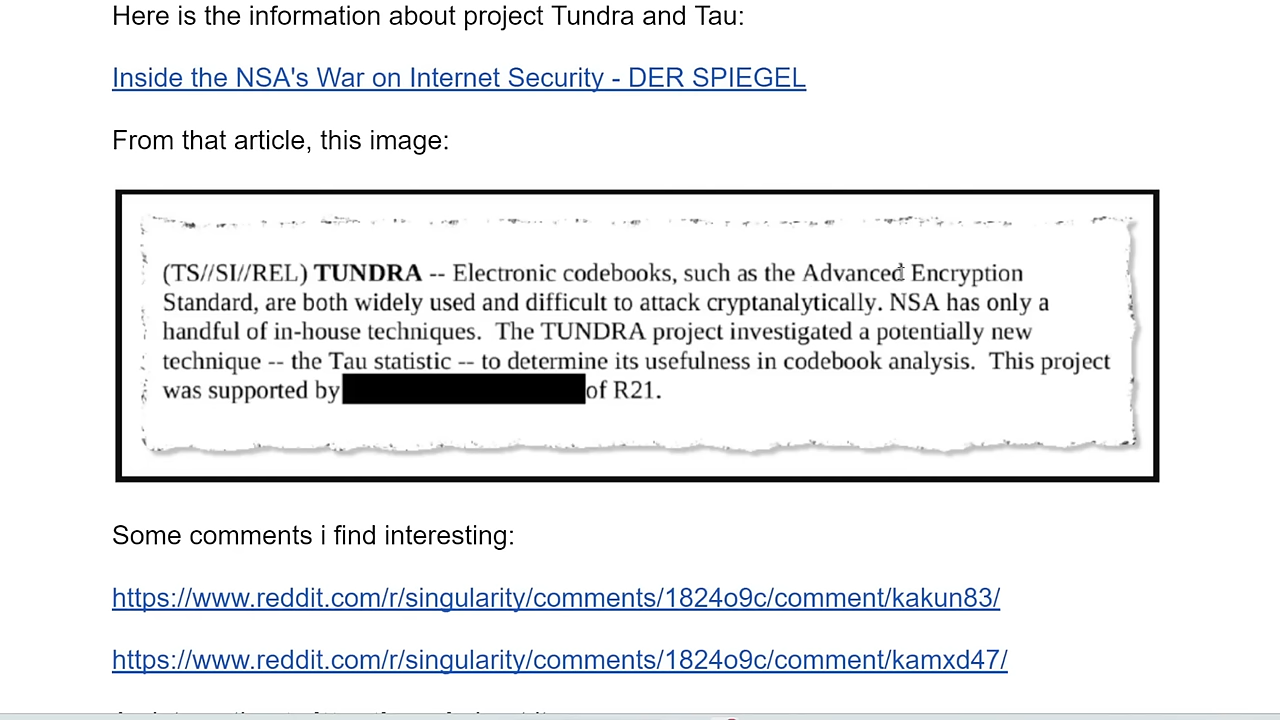 Here is the information about project Tundra and Tau:
Inside the NSA's War on Internet Security - DER SPIEGEL
From that article, this image:
(TS//SI//REL) TUNDRA -- Electronic codebooks, such as the Advanced Encryption
Standard, are both widely used and difficult to attack cryptanalytically. NSA has only a
handful of in-house techniques. The TUNDRA project investigated a potentially new
technique -- the Tau statistic -- to determine its usefulness in codebook analysis. This project
was supported by of R21.
Some comments i find interesting:
https://www.reddit.com/r/singularity/comments/1824o9c/comment/kakun83/
https://www.reddit.com/r/singularity/comments/1824o9c/comment/kamxd47/